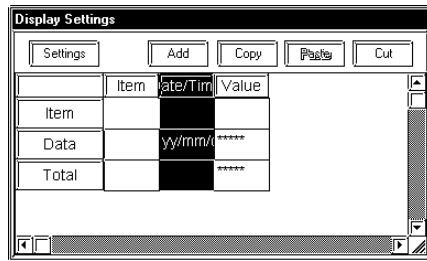 Display Settings
Settings Add Copy Paste Cut
Item ate/Tim Value
Item
Data yy/mm/ *****
Total *****